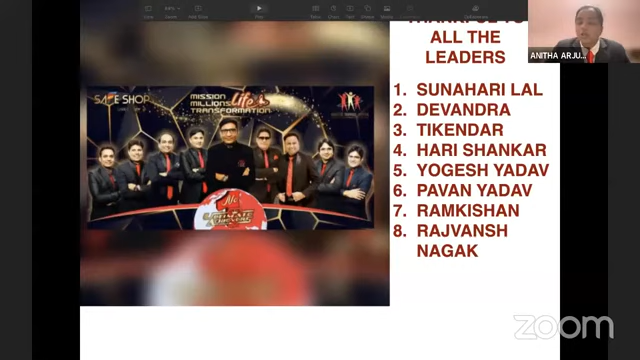 ALL THE
LEADERS
1. SUNAHARI LAL
2. DEVANDRA
3. TIKENDAR
4. HARI SHANKAR
5. YOGESH YADAV
6. PAVAN YADAV
7. RAMKISHAN
8. RAJVANSH
NAGAK
SAFE SHOP
MISSION
MILLIONS Life's
TRANSFORMATION
ANITHA ARJU...
zoom